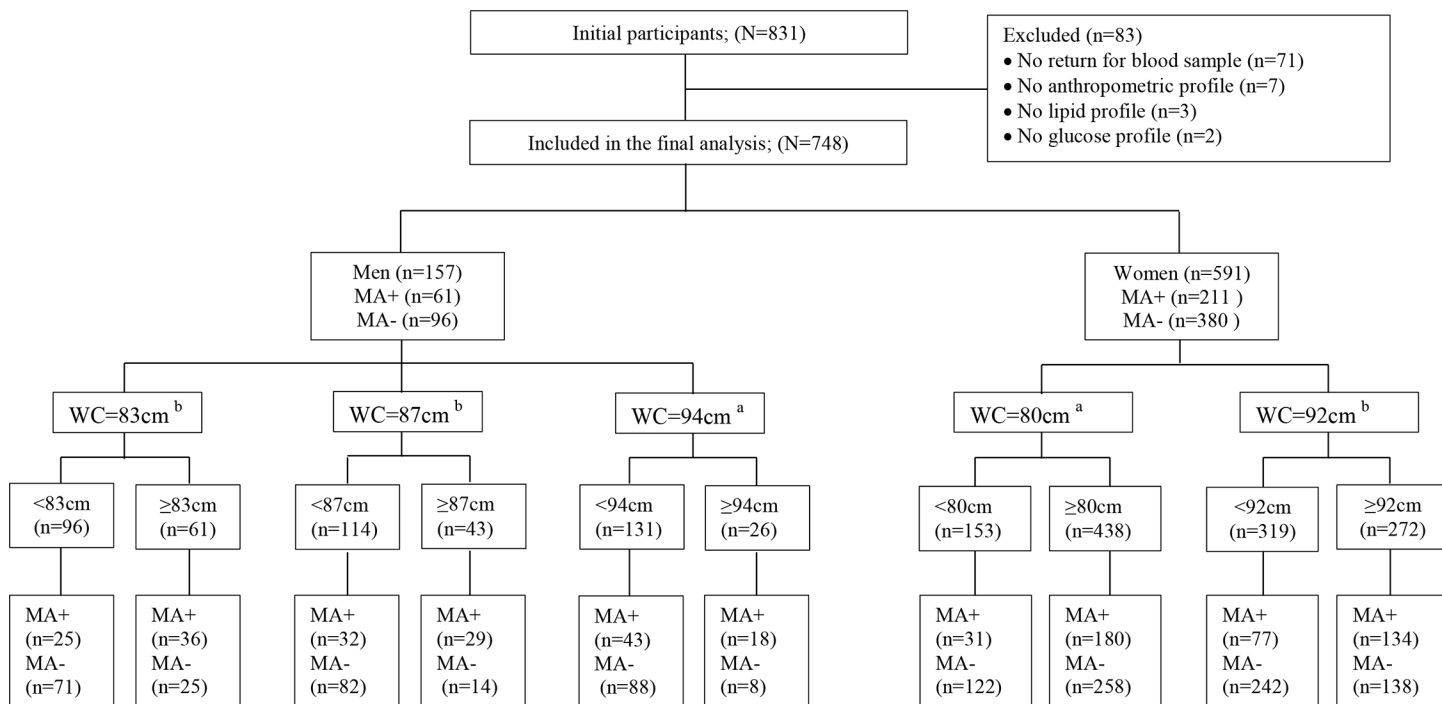 Initial participants; (N=831)
Excluded (n=83)
• No return for blood sample (n=71)
• No anthropometric profile (n=7)
• No lipid profile (n=3)
• No glucose profile (n=2)
Included in the final analysis; (N=748)
Men (n=157)
MA+ (n=61)
MA- (n=96)
Women (n=591)
MA+ (n=211 )
MA- (n=380 )
WC=83cm b
WC=87cm b
WC=94cm a
WC=80cm a
WC=92cm b
<83cm
(n=96)
≥83cm
(n=61)
<87cm
(n=114)
≥87cm
(n=43)
<94cm
(n=131)
≥94cm
(n=26)
<80cm
(n=153)
≥80cm
(n=438)
<92cm
(n=319)
≥92cm
(n=272)
MA+
(n=25)
MA-
(n=71)
MA+
(n=36)
MA-
(n=25)
MA+
(n=32)
MA-
(n=82)
MA+
(n=29)
MA-
(n=14)
MA+
(n=43)
MA-
(n=88)
MA+
(n=18)
MA-
(n=8)
MA+
(n=31)
MA-
(n=122)
MA+
(n=180)
MA-
(n=258)
MA+
(n=77)
MA-
(n=242)
MA+
(n=134)
MA-
(n=138)